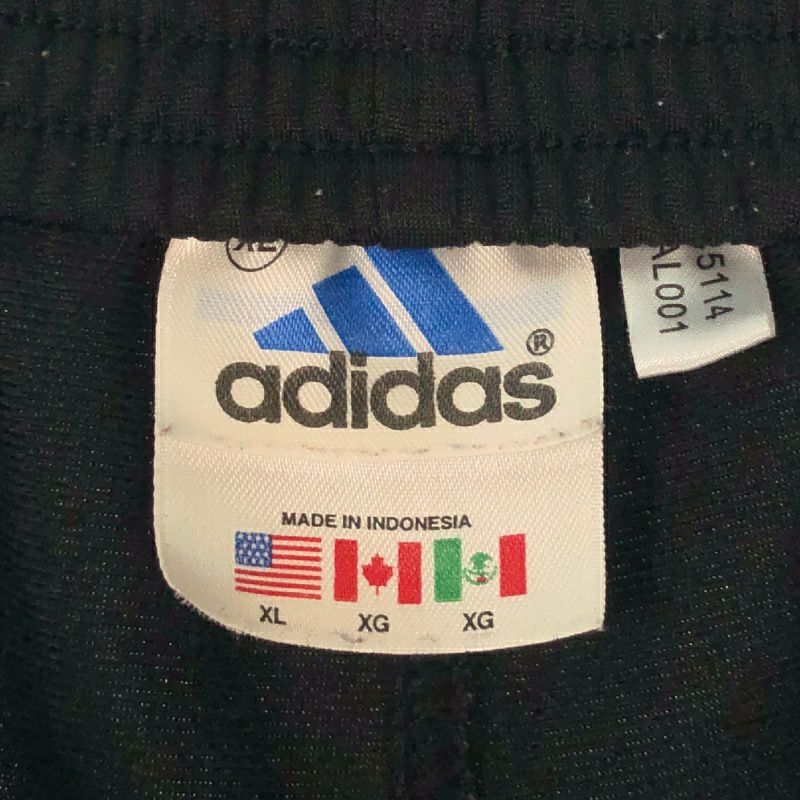 XL
adidas®
MADE IN INDONESIA
XL XG XG
5114
AL001